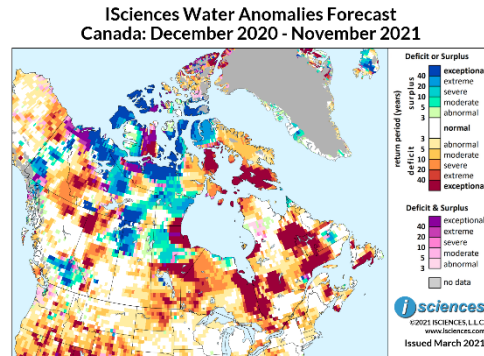 ISciences Water Anomalies Forecast
Canada: December 2020 - November 2021
Deficit or Surplus
return period (years)
surplus
deficit
40 exceptional
20 extreme
10 severe
5 moderate
3 abnormal
normal
3 abnormal
5 moderate
10 severe
20 extreme
40 exceptional
Deficit & Surplus
40 exceptional
20 extreme
10 severe
5 moderate
3 abnormal
no data
i sciences
©2021 ISCIENCES, L.L.C.
www.isciences.com
Issued March 2021